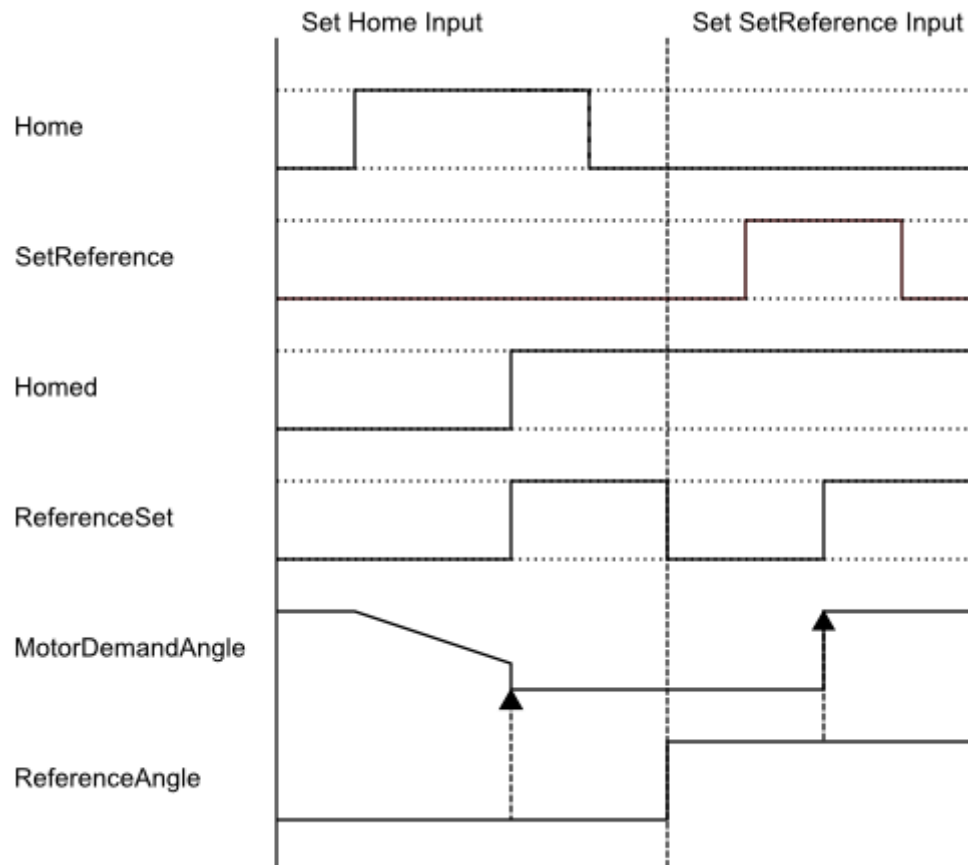 Set Home Input
Set SetReference Input
Home
SetReference
Homed
ReferenceSet
MotorDemandAngle
ReferenceAngle